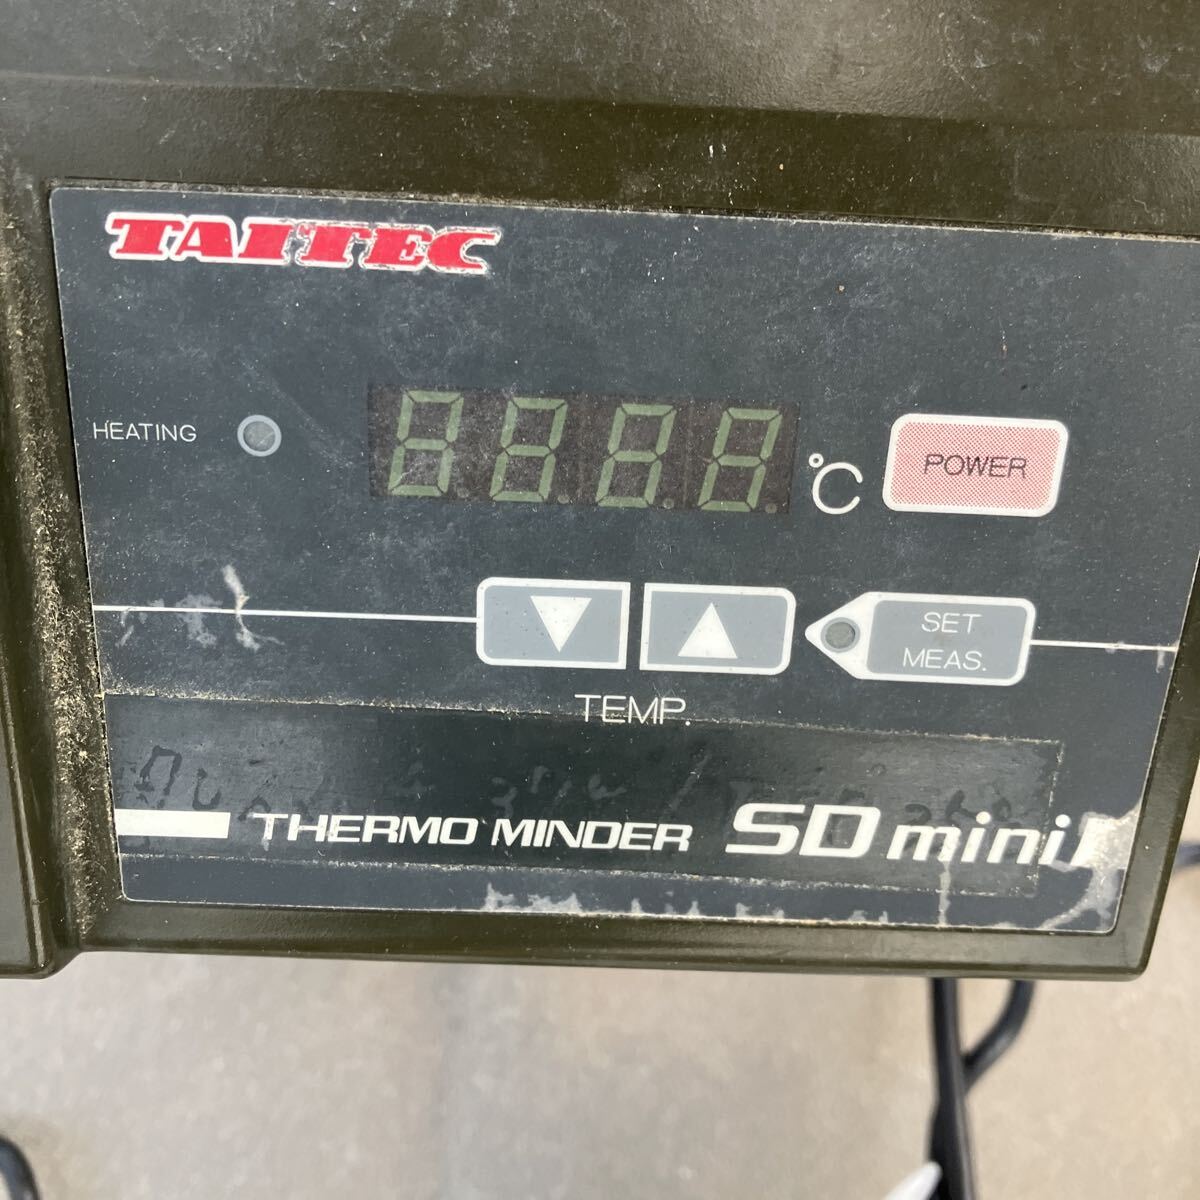 TAITEC
HEATING
°C
POWER
SET
MEAS.
TEMP.
THERMO MINDER SD mini